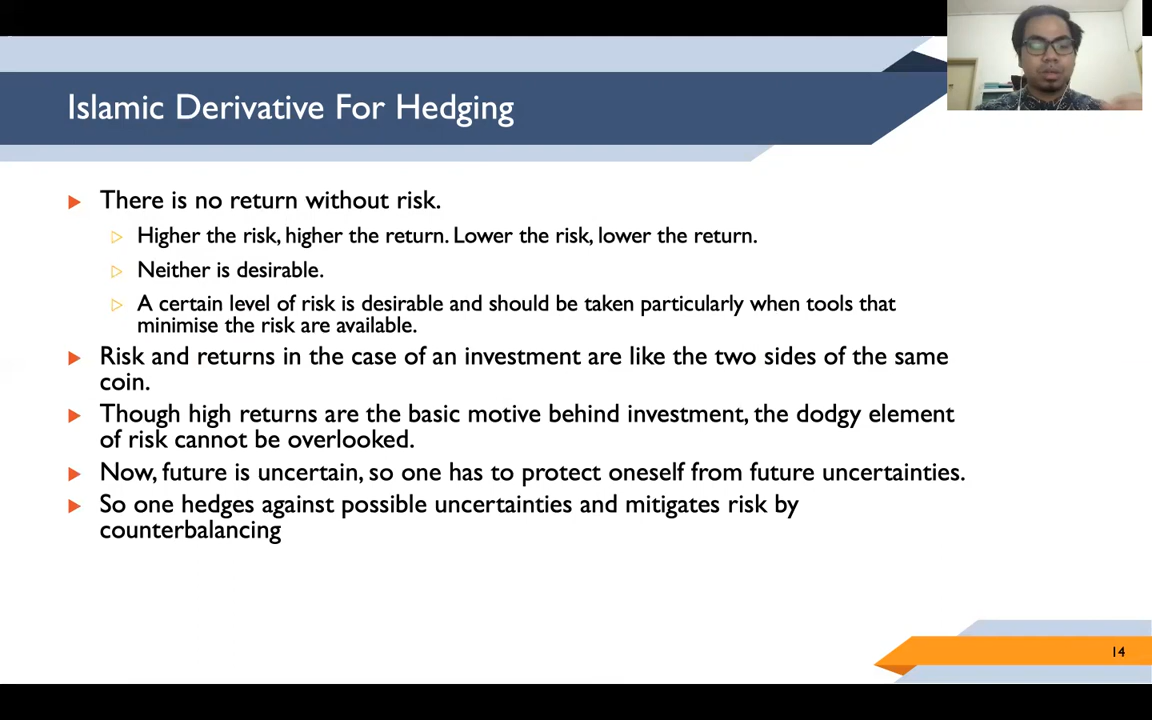 Islamic Derivative For Hedging
There is no return without risk.
Higher the risk, higher the return. Lower the risk, lower the return.
Neither is desirable.
A certain level of risk is desirable and should be taken particularly when tools that
minimise the risk are available.
Risk and returns in the case of an investment are like the two sides of the same
coin.
Though high returns are the basic motive behind investment, the dodgy element
of risk cannot be overlooked.
Now, future is uncertain, so one has to protect oneself from future uncertainties.
So one hedges against possible uncertainties and mitigates risk by
counterbalancing
14